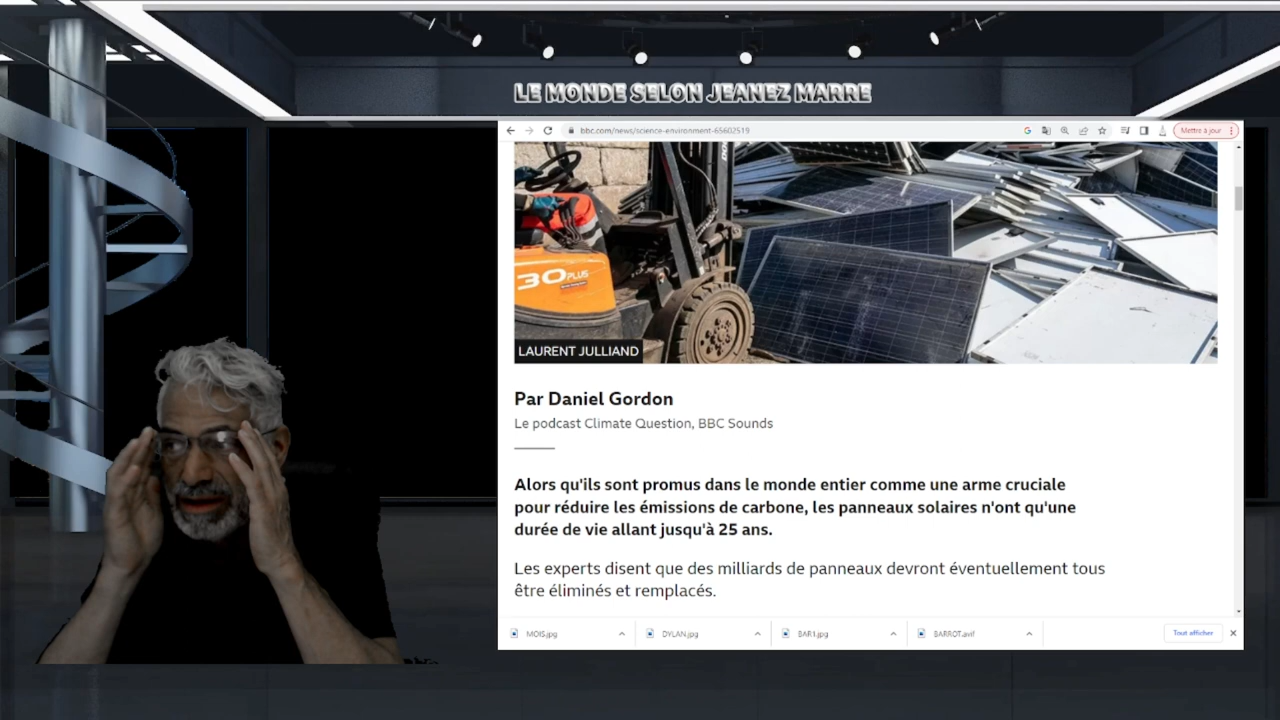 LE MONDE SELON JEANEZ MARRE
bbc.com/news/science-environment-65602519
Mettre à jour
30 PLUS
LAURENT JULLIAND
Par Daniel Gordon
Le podcast Climate Question, BBC Sounds
Alors qu'ils sont promus dans le monde entier comme une arme cruciale
pour réduire les émissions de carbone, les panneaux solaires n'ont qu'une
durée de vie allant jusqu'à 25 ans.
Les experts disent que des milliards de panneaux devront éventuellement tous
être éliminés et remplacés.
MOIS.jpg
DYLAN.jpg
BAR1.jpg
BARROT.avif
Tout afficher